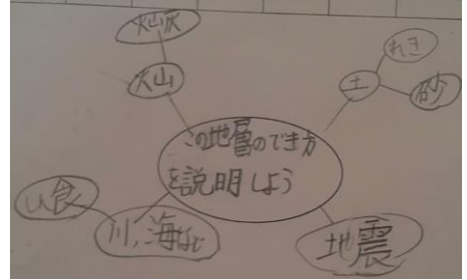 火山灰
火山
れき
土
砂
この地層のでき方
を説明しよう
川,海など
地震